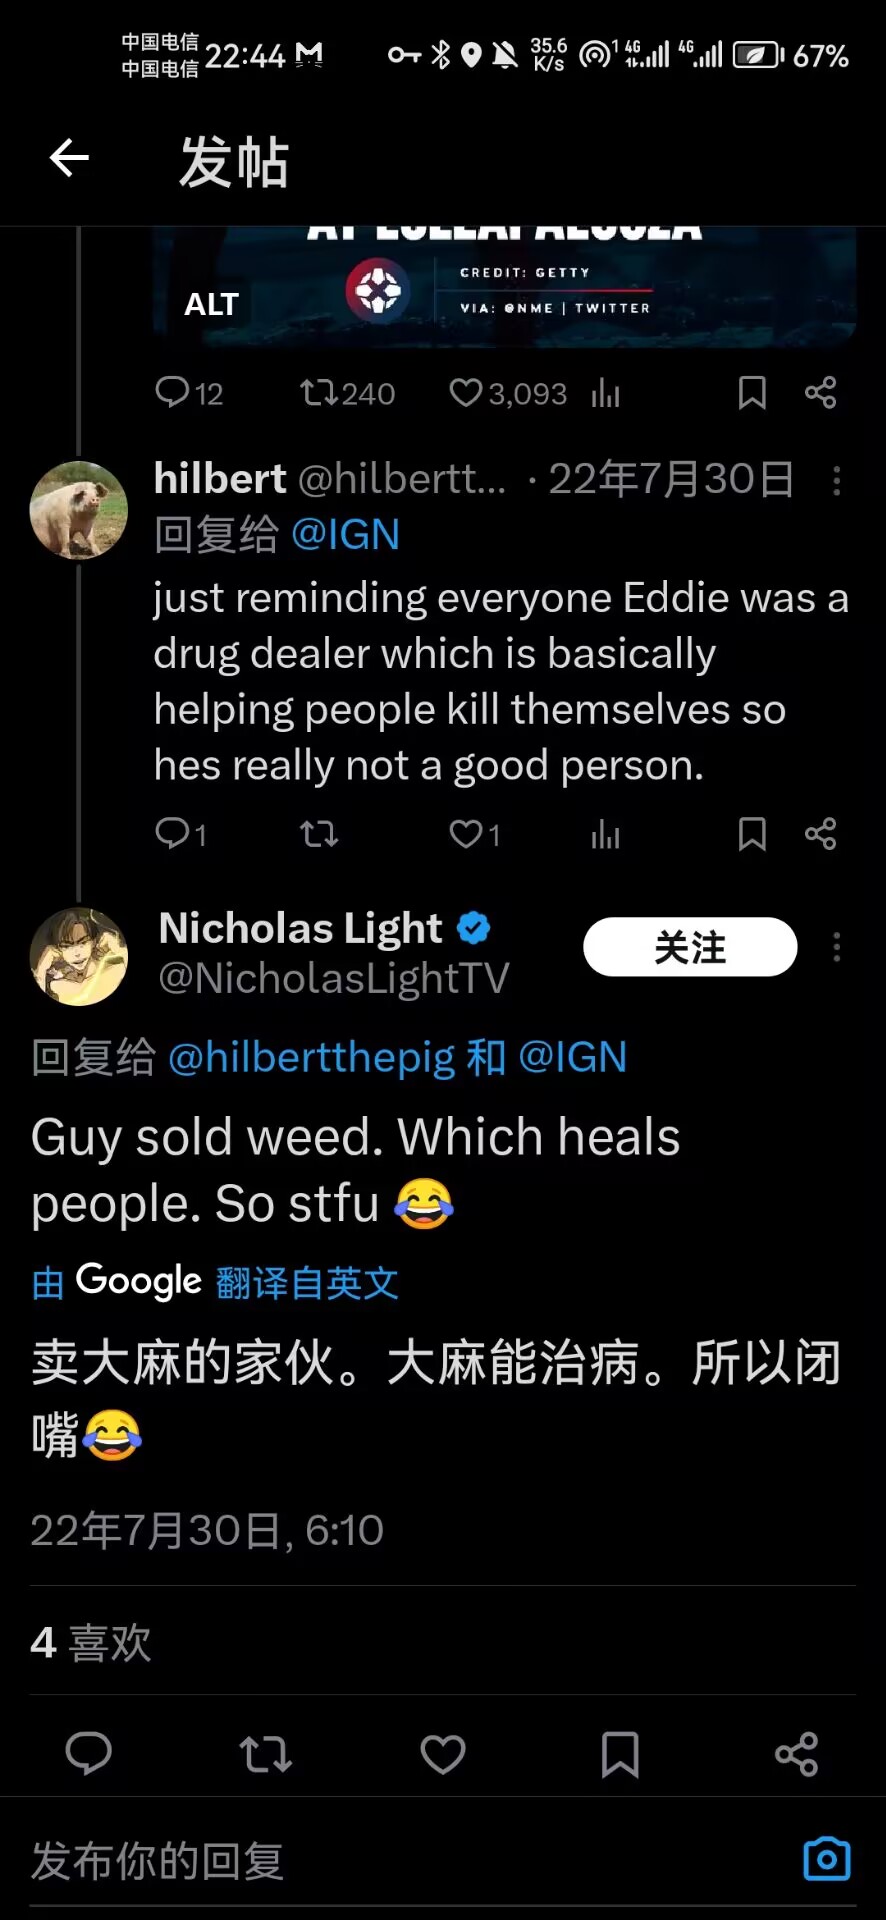 中国电信
中国电信
22:44
35.6
K/s
4G
4G
67%
发帖
AT LOLLAPALOOZA
CREDIT: GETTY
VIA: @NME | TWITTER
ALT
12
240
3,093
hilbert @hilbertt... · 22年7月30日
回复给 @IGN
just reminding everyone Eddie was a
drug dealer which is basically
helping people kill themselves so
hes really not a good person.
1
1
Nicholas Light
关注
@NicholasLightTV
回复给 @hilbertthepig 和 @IGN
Guy sold weed. Which heals
people. So stfu 😂
由 Google 翻译自英文
卖大麻的家伙。大麻能治病。所以闭
嘴😂
22年7月30日, 6:10
4 喜欢
发布你的回复